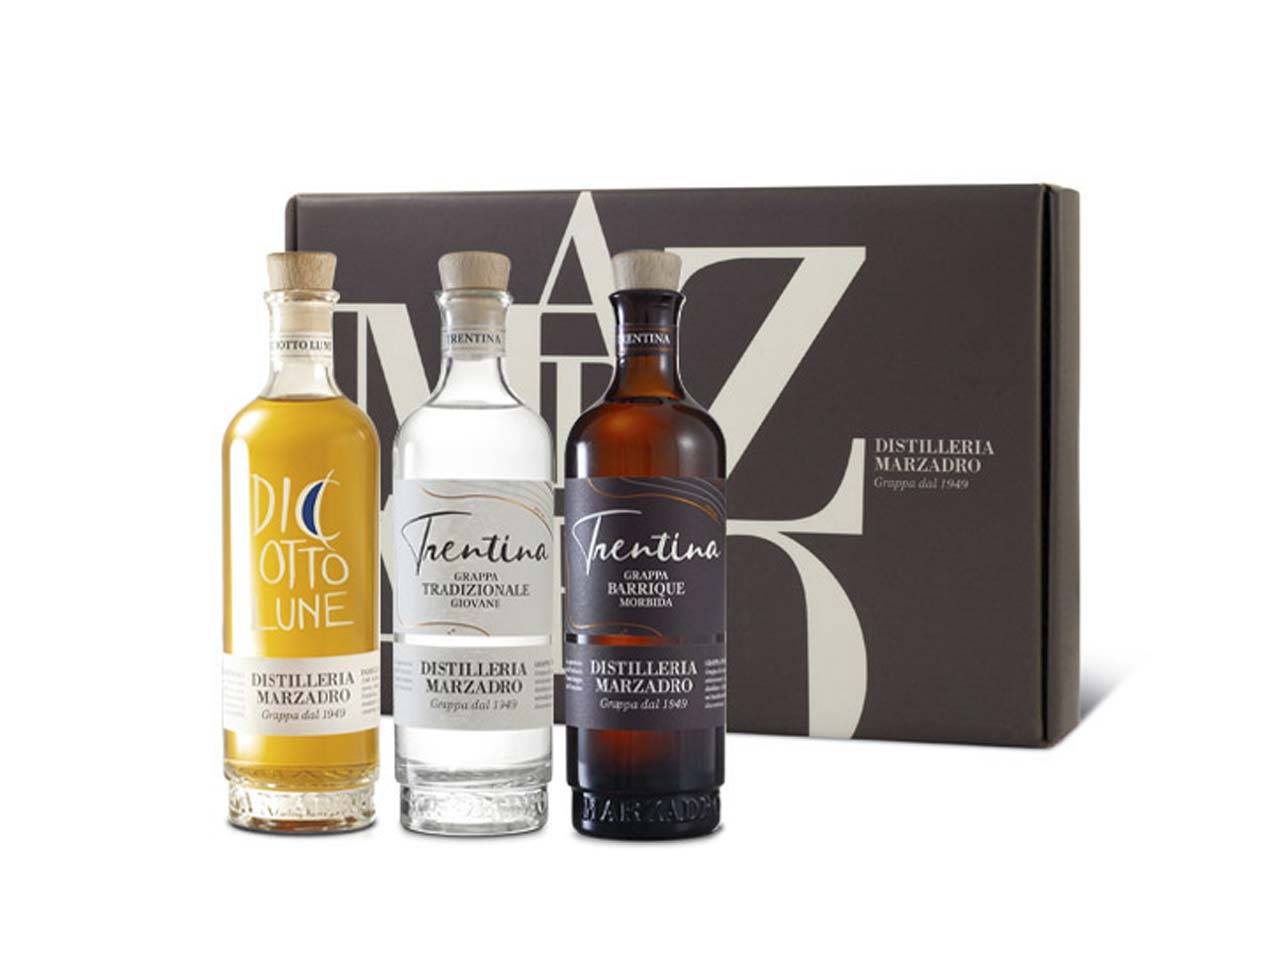 DISTILLERIA
MARZADRO
Grappa dal 1949
OTTO LUNE
DICI
OTTO
LUNE
DISTILLERIA
MARZADRO
Grappa dal 1949
TRENTINA
Trentina
GRAPPA
TRADIZIONALE
GIOVANE
DISTILLERIA
MARZADRO
Grappa dal 1949
TRENTINA
Trentina
GRAPPA
BARRIQUE
MORBIDA
DISTILLERIA
MARZADRO
Grappa dal 1949
MARZADRO